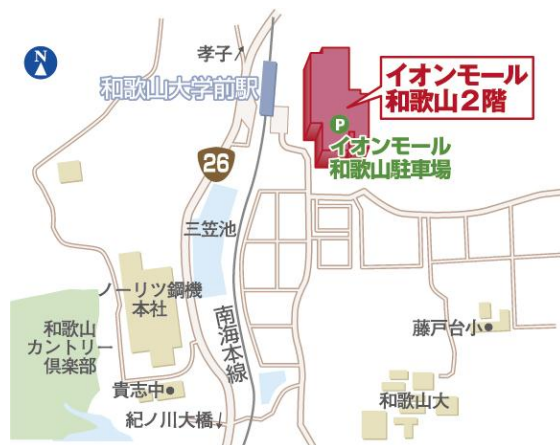 N
孝子
和歌山大学前駅
イオンモール
和歌山2階
P
イオンモール
和歌山駐車場
26
三笠池
ノーリツ鋼機
本社
南海本線
藤戸台小
和歌山
カントリー
倶楽部
貴志中
和歌山大
紀ノ川大橋↓